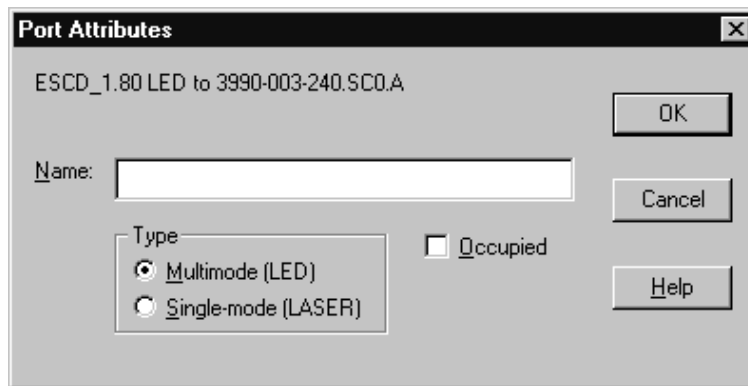 Port Attributes
ESCD_1.80 LED to 3990-003-240.SC0.A
OK
Name:
Cancel
Type
Occupied
Multimode (LED)
Help
Single-mode (LASER)